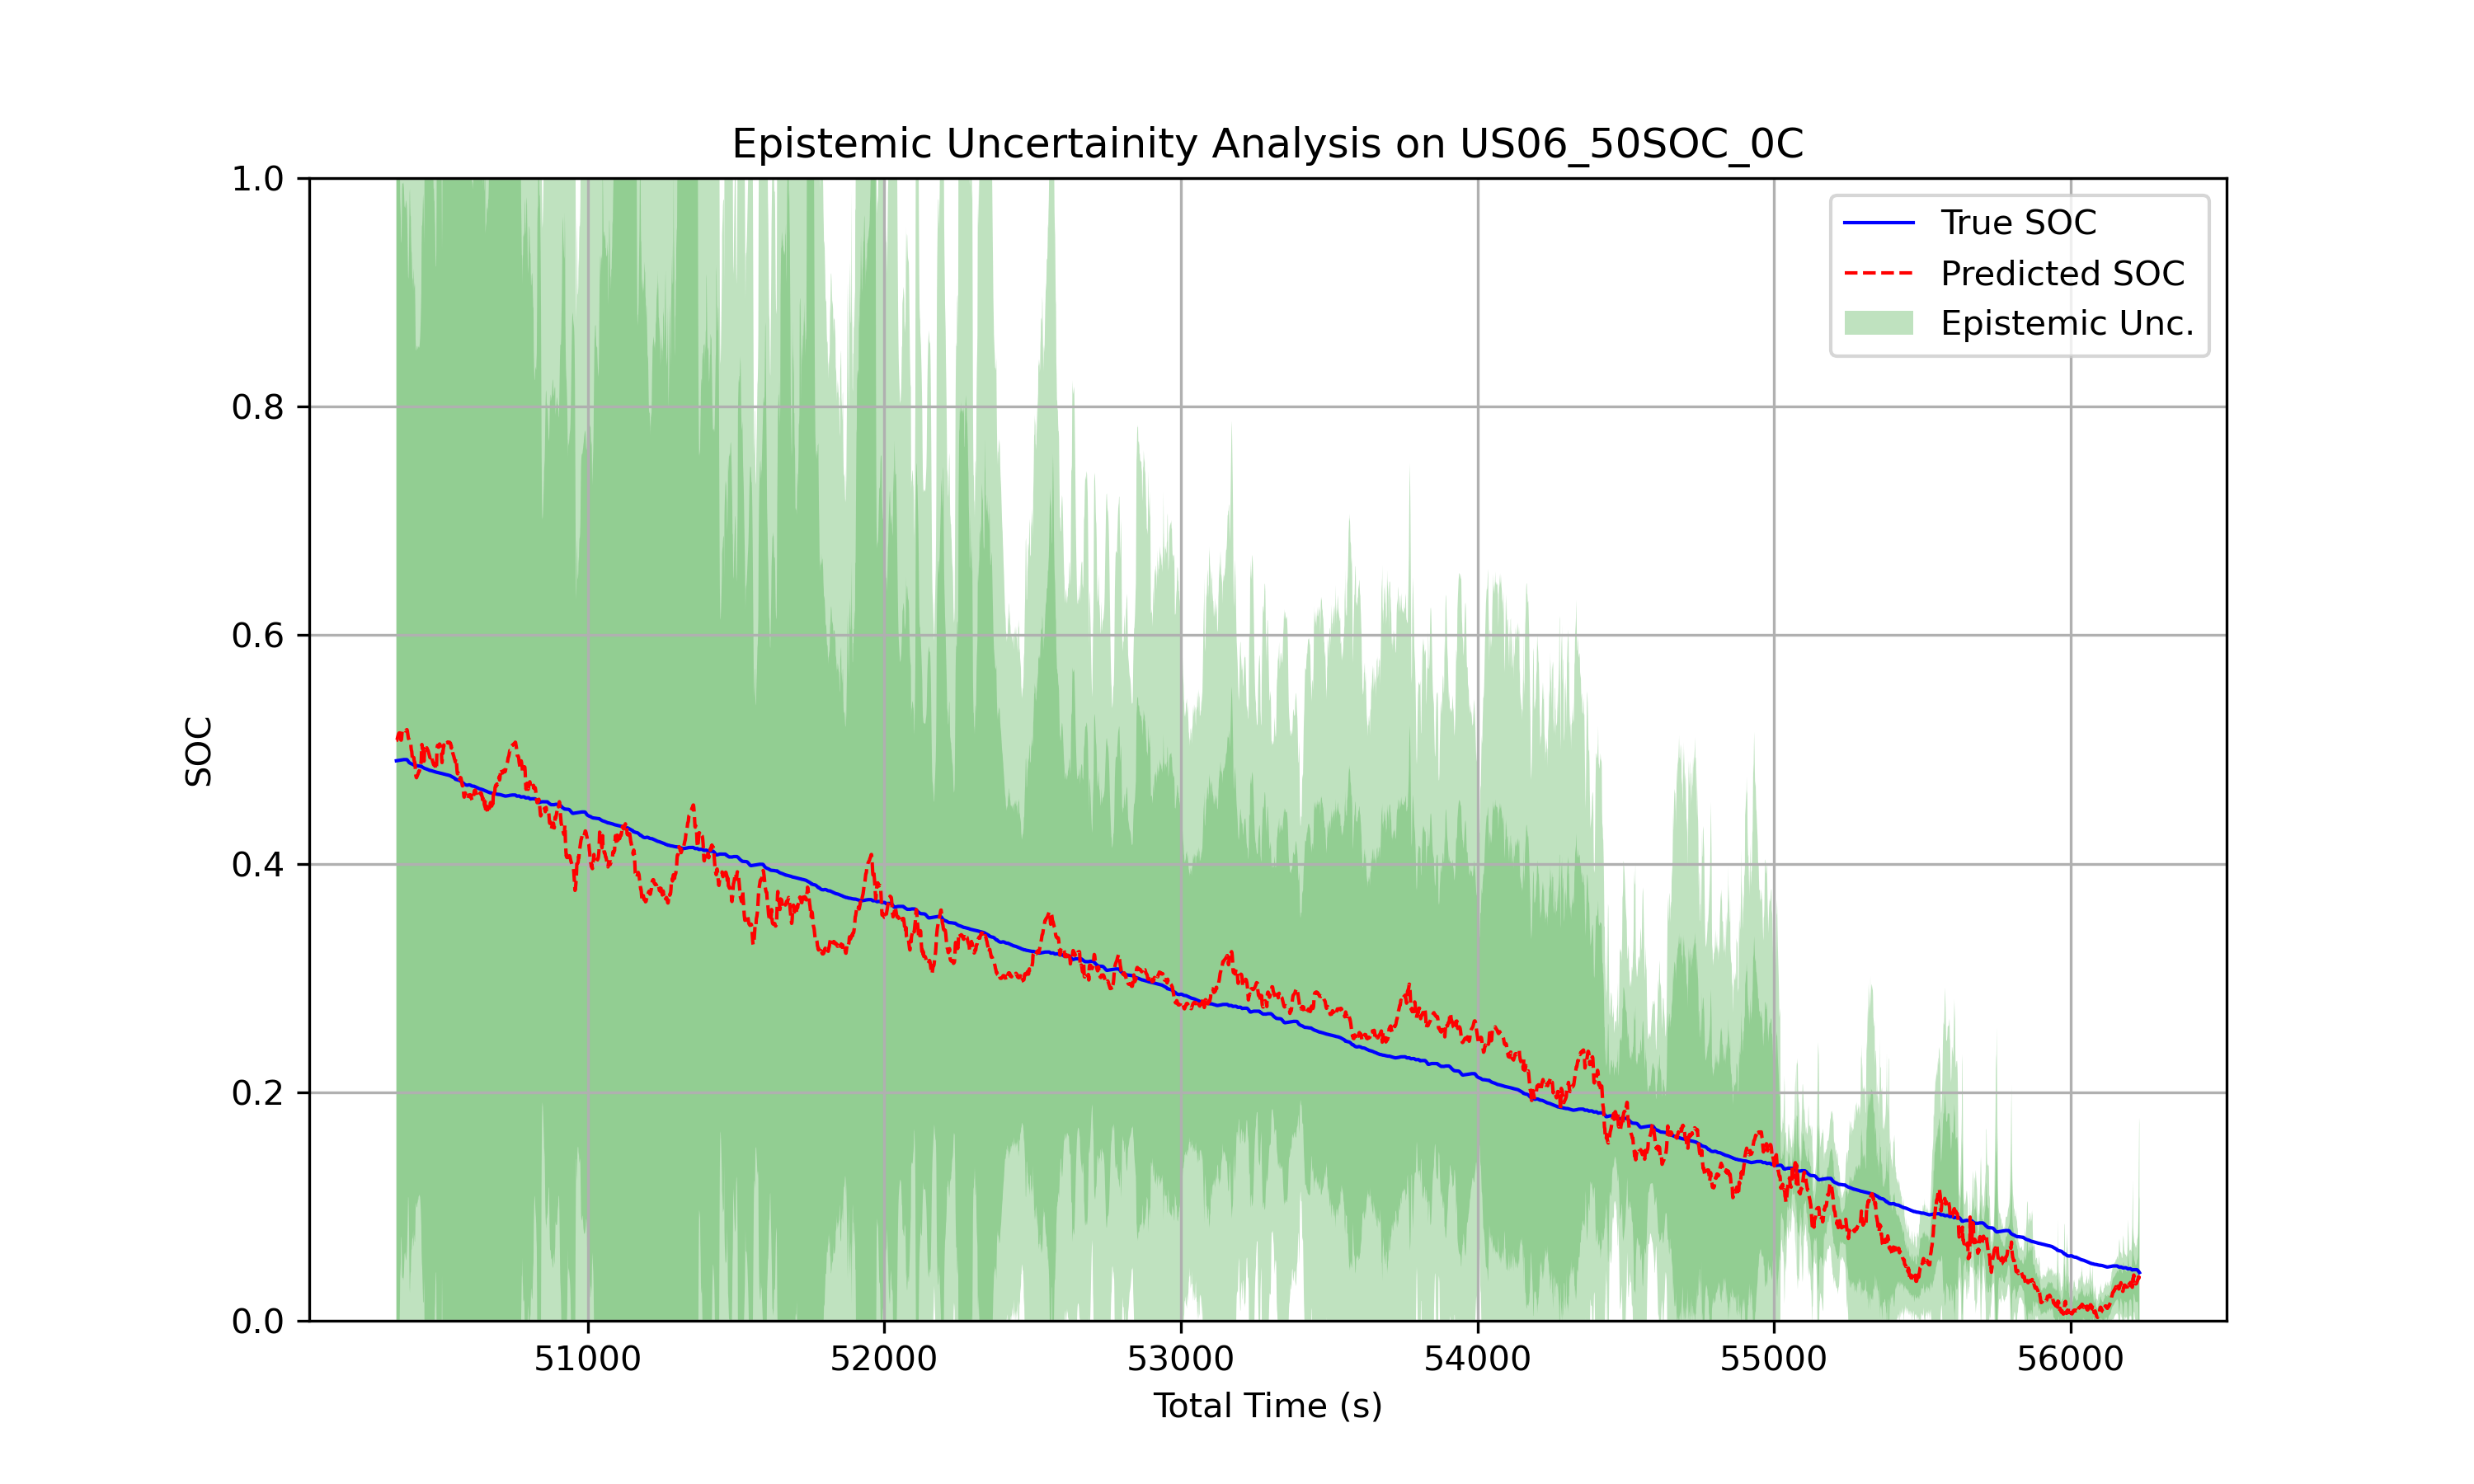 Epistemic Uncertainity Analysis on US06_50SOC_0C
1.0
0.8
0.6
0.4
0.2
0.0
SOC
True SOC
Predicted SOC
Epistemic Unc.
51000 52000 53000 54000 55000 56000
Total Time (s)